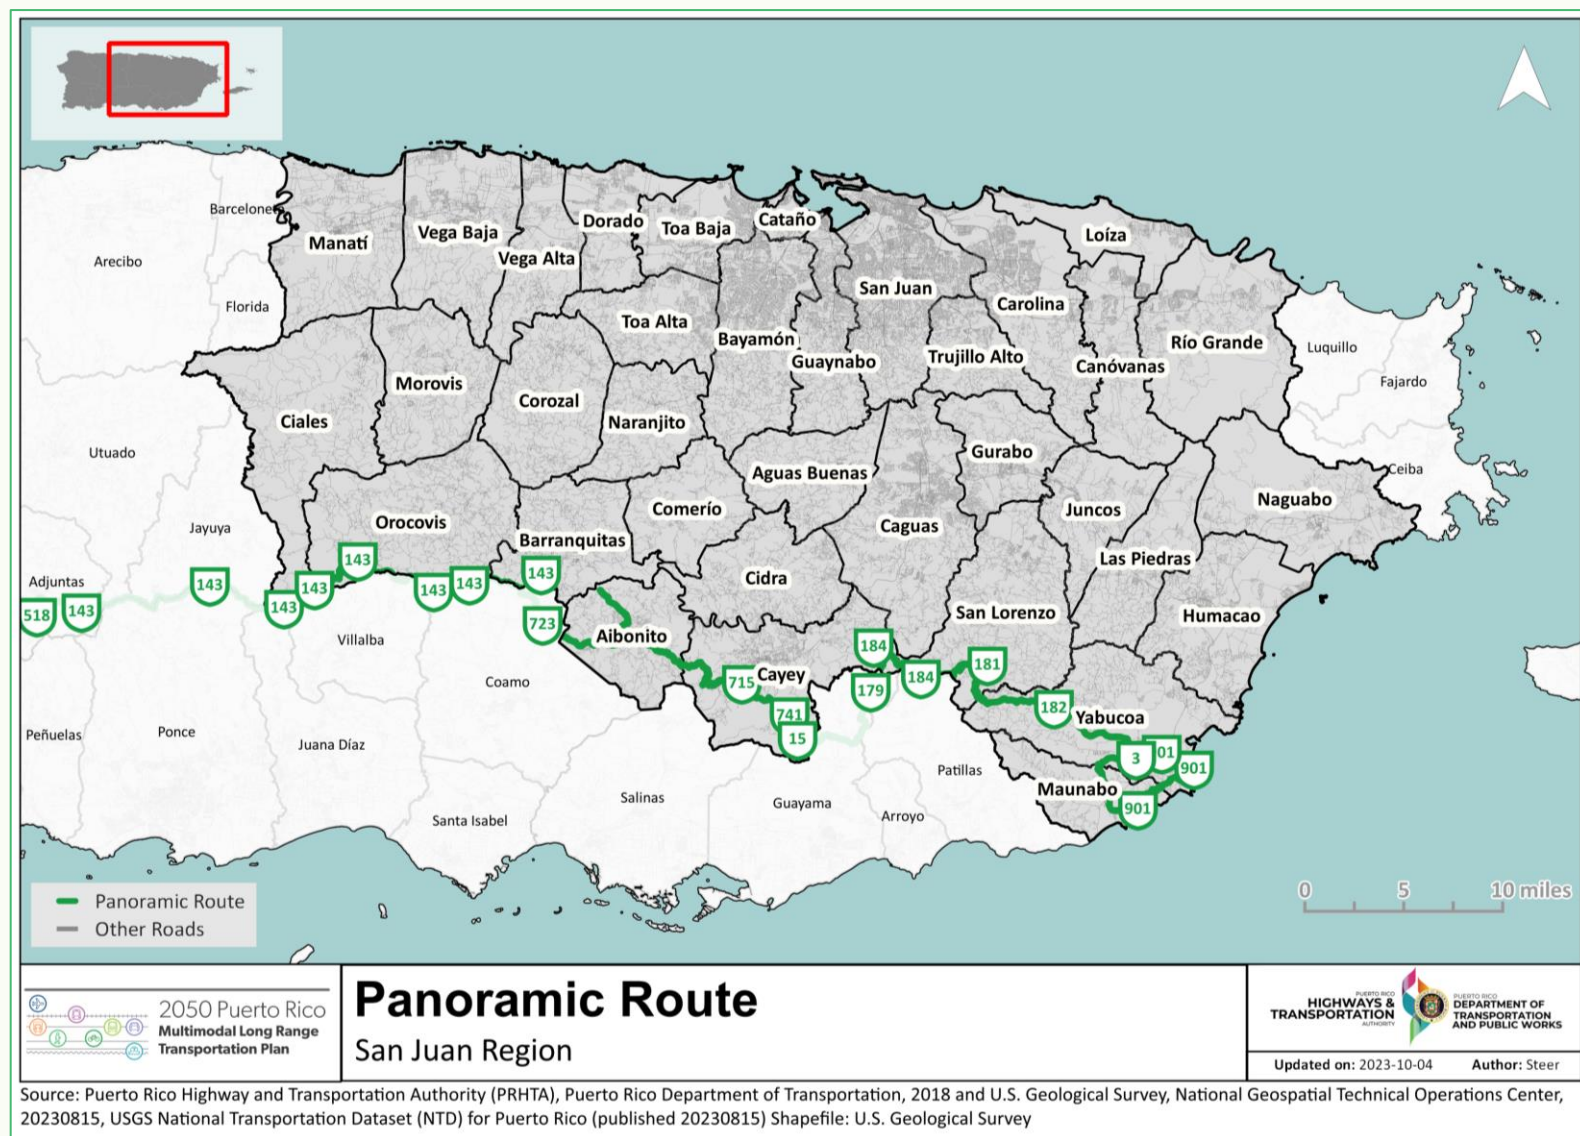 Barceloneta
Manatí
Vega Baja
Vega Alta
Dorado
Toa Baja
Cataño
Loíza
Arecibo
Florida
San Juan
Carolina
Toa Alta
Bayamón
Guaynabo
Trujillo Alto
Canóvanas
Río Grande
Luquillo
Fajardo
Morovis
Corozal
Ciales
Naranjito
Utuado
Aguas Buenas
Gurabo
Ceiba
Naguabo
Jayuya
Orocovis
Barranquitas
Comerío
Caguas
Juncos
Las Piedras
Adjuntas
Cidra
San Lorenzo
Humacao
518
143
143
143
143
143
143
143
143
723
Villalba
Aibonito
Coamo
715
Cayey
741
15
184
179
184
181
182
Yabucoa
3
01
901
901
Maunabo
Peñuelas
Ponce
Juana Díaz
Santa Isabel
Salinas
Guayama
Arroyo
Patillas
Panoramic Route
Other Roads
0 5 10 miles
2050 Puerto Rico
Multimodal Long Range
Transportation Plan
Panoramic Route
San Juan Region
PUERTO RICO
HIGHWAYS &
TRANSPORTATION
AUTHORITY
PUERTO RICO
DEPARTMENT OF
TRANSPORTATION
AND PUBLIC WORKS
Updated on: 2023-10-04 Author: Steer
Source: Puerto Rico Highway and Transportation Authority (PRHTA), Puerto Rico Department of Transportation, 2018 and U.S. Geological Survey, National Geospatial Technical Operations Center,
20230815, USGS National Transportation Dataset (NTD) for Puerto Rico (published 20230815) Shapefile: U.S. Geological Survey